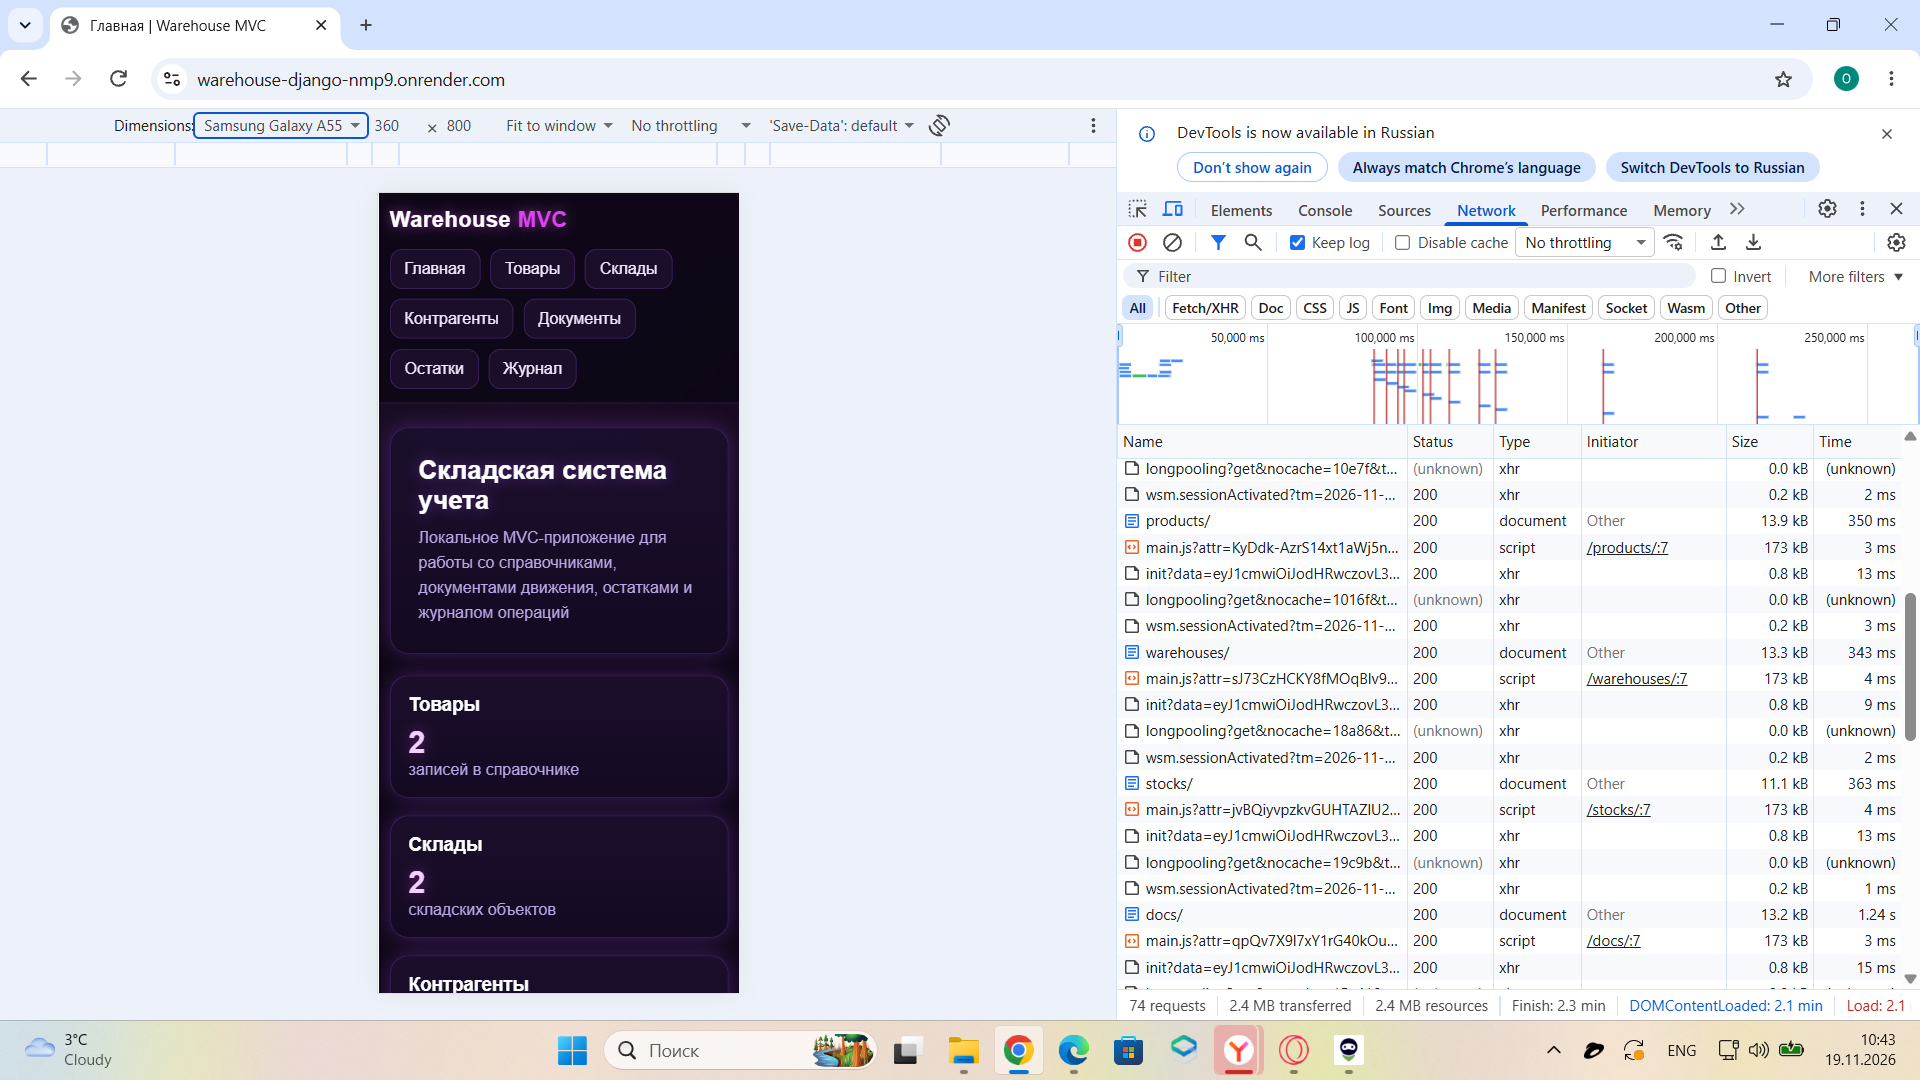 Главная | Warehouse MVC
warehouse-django-nmp9.onrender.com
O
Dimensions: Samsung Galaxy A55 360 × 800 Fit to window No throttling 'Save-Data': default
Warehouse MVC
Главная Товары Склады
Контрагенты Документы
Остатки Журнал
Складская система
учета
Локальное MVC-приложение для
работы со справочниками,
документами движения, остатками и
журналом операций
Товары
2
записей в справочнике
Склады
2
складских объектов
Контрагенты
DevTools is now available in Russian
Don't show again Always match Chrome's language Switch DevTools to Russian
Elements Console Sources Network Performance Memory
Keep log Disable cache No throttling
Filter Invert More filters
All Fetch/XHR Doc CSS JS Font Img Media Manifest Socket Wasm Other
50,000 ms 100,000 ms 150,000 ms 200,000 ms 250,000 ms
Name Status Type Initiator Size Time
longpooling?get&nocache=10e7f&t... (unknown) xhr 0.0 kB (unknown)
wsm.sessionActivated?tm=2026-11-... 200 xhr 0.2 kB 2 ms
products/ 200 document Other 13.9 kB 350 ms
main.js?attr=KyDdk-AzrS14xt1aWj5n... 200 script /products/:7 173 kB 3 ms
init?data=eyJ1cmwiOiJodHRwczovL3... 200 xhr 0.8 kB 13 ms
longpooling?get&nocache=1016f&t... (unknown) xhr 0.0 kB (unknown)
wsm.sessionActivated?tm=2026-11-... 200 xhr 0.2 kB 3 ms
warehouses/ 200 document Other 13.3 kB 343 ms
main.js?attr=sJ73CzHCKY8fMOqBIv9... 200 script /warehouses/:7 173 kB 4 ms
init?data=eyJ1cmwiOiJodHRwczovL3... 200 xhr 0.8 kB 9 ms
longpooling?get&nocache=18a86&t... (unknown) xhr 0.0 kB (unknown)
wsm.sessionActivated?tm=2026-11-... 200 xhr 0.2 kB 2 ms
stocks/ 200 document Other 11.1 kB 363 ms
main.js?attr=jvBQiyvpzkvGUHTAZIU2... 200 script /stocks/:7 173 kB 4 ms
init?data=eyJ1cmwiOiJodHRwczovL3... 200 xhr 0.8 kB 13 ms
longpooling?get&nocache=19c9b&t... (unknown) xhr 0.0 kB (unknown)
wsm.sessionActivated?tm=2026-11-... 200 xhr 0.2 kB 1 ms
docs/ 200 document Other 13.2 kB 1.24 s
main.js?attr=qpQv7X9I7xY1rG40kOu... 200 script /docs/:7 173 kB 3 ms
init?data=eyJ1cmwiOiJodHRwczovL3... 200 xhr 0.8 kB 15 ms
74 requests 2.4 MB transferred 2.4 MB resources Finish: 2.3 min DOMContentLoaded: 2.1 min Load: 2.1
3°C
Cloudy
Поиск
ENG
10:43
19.11.2026